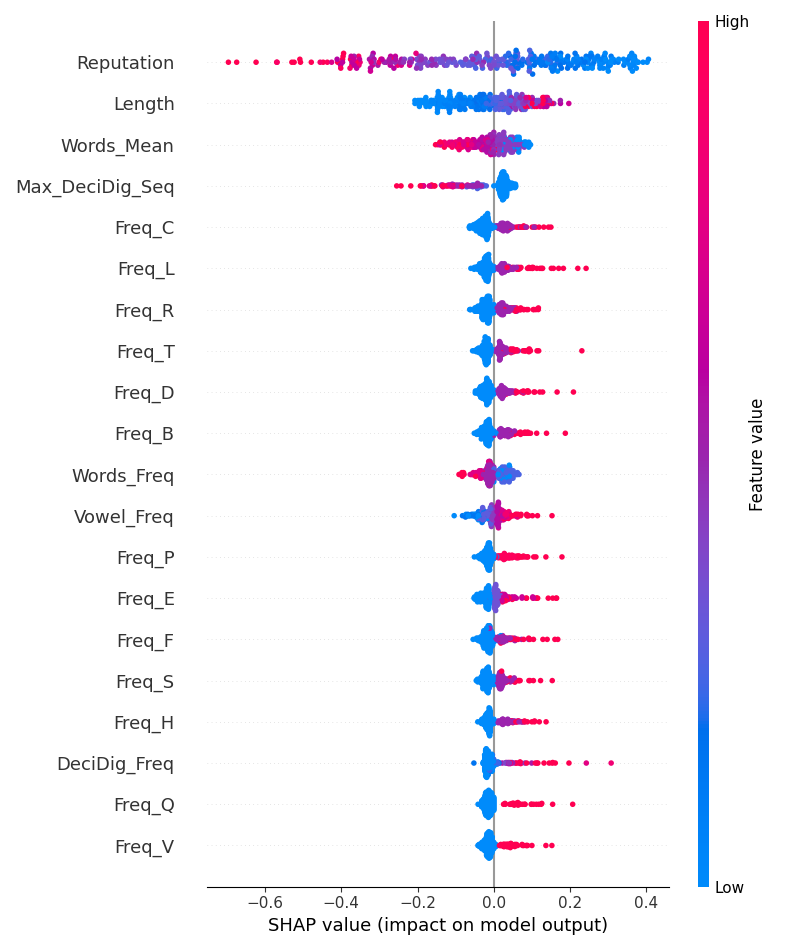 High
Reputation
Length
Words_Mean
Max_DeciDig_Seq
Freq_C
Freq_L
Freq_R
Freq_T
Freq_D
Freq_B
Words_Freq
Vowel_Freq
Freq_P
Freq_E
Freq_F
Freq_S
Freq_H
DeciDig_Freq
Freq_Q
Freq_V
Feature value
Low
−0.6 −0.4 −0.2 0.0 0.2 0.4
SHAP value (impact on model output)